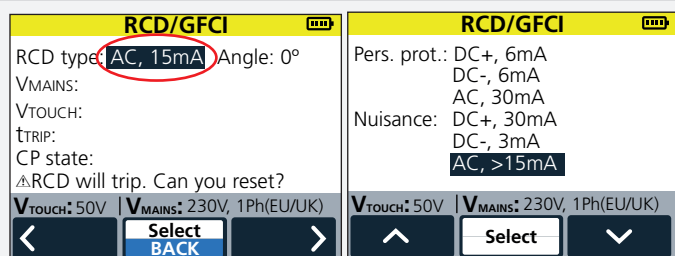 RCD/GFCI
RCD type: AC, 15mA Angle: 0°
VMAINS:
VTOUCH:
tTRIP:
CP state:
⚠RCD will trip. Can you reset?
VTOUCH: 50V | VMAINS: 230V, 1Ph(EU/UK)
Select
BACK
RCD/GFCI
Pers. prot.: DC+, 6mA
DC-, 6mA
AC, 30mA
Nuisance: DC+, 30mA
DC-, 3mA
AC, >15mA
VTOUCH: 50V | VMAINS: 230V, 1Ph(EU/UK)
Select